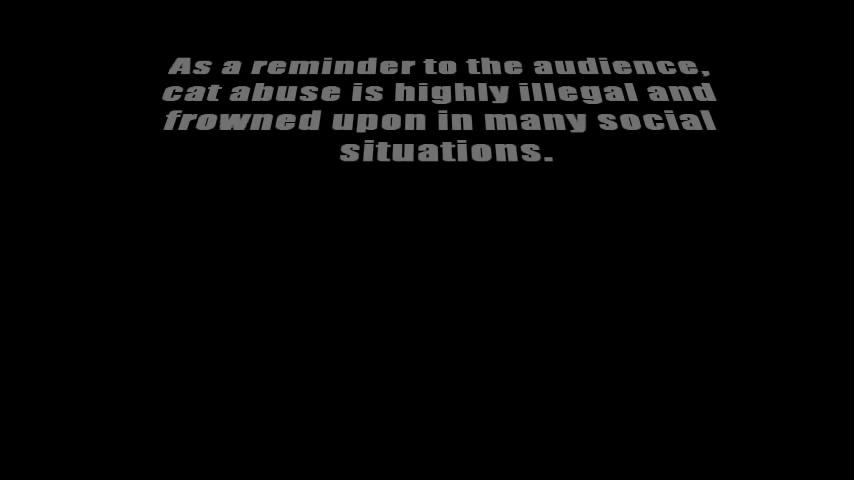 As a reminder to the audience,
cat abuse is highly illegal and
frowned upon in many social
situations.